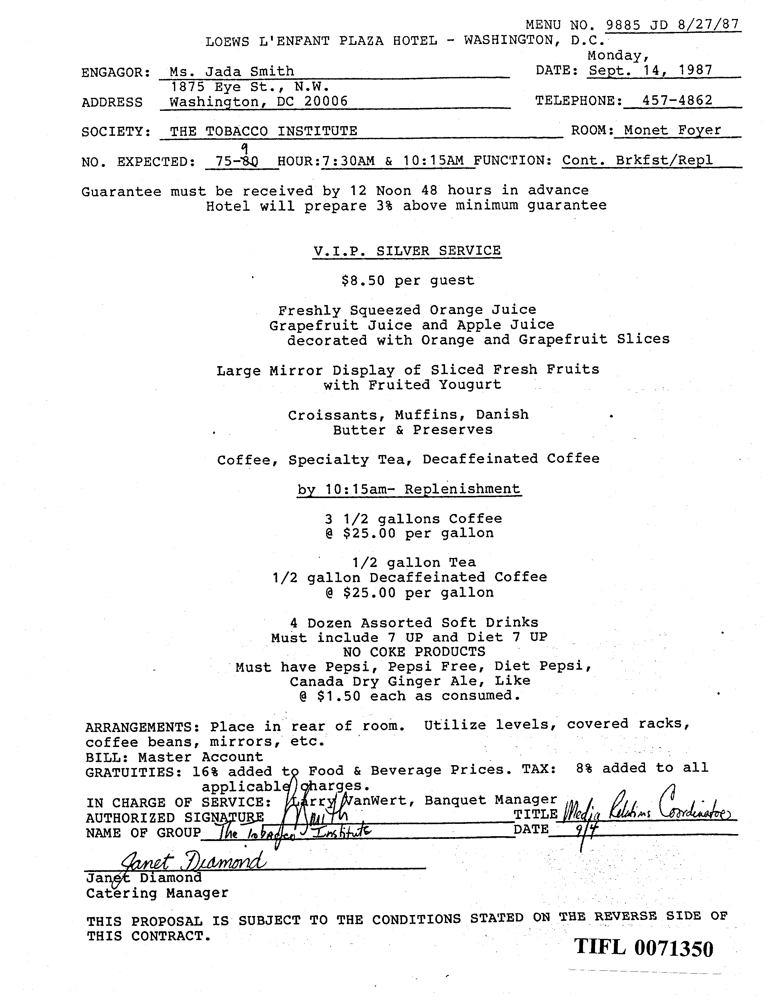 MENU NO. 9885 JD 8/27/87
LOEWS L'ENFANT PLAZA HOTEL - WASHINGTON, D.C.
Monday,
ENGAGOR: Ms. Jada Smith DATE: Sept. 14, 1987
1875 Eye St., N.W.
ADDRESS Washington, DC 20006 TELEPHONE: 457-4862
SOCIETY: THE TOBACCO INSTITUTE ROOM: Monet Foyer
9
NO. EXPECTED: 75-80 HOUR:7:30AM & 10:15AM FUNCTION: Cont. Brkfst/Repl
Guarantee must be received by 12 Noon 48 hours in advance
Hotel will prepare 3% above minimum guarantee
V.I.P. SILVER SERVICE
$8.50 per guest
Freshly Squeezed Orange Juice
Grapefruit Juice and Apple Juice
decorated with Orange and Grapefruit Slices
Large Mirror Display of Sliced Fresh Fruits
with Fruited Yougurt
Croissants, Muffins, Danish
Butter & Preserves
Coffee, Specialty Tea, Decaffeinated Coffee
by 10:15am- Replenishment
3 1/2 gallons Coffee
@ $25.00 per gallon
1/2 gallon Tea
1/2 gallon Decaffeinated Coffee
@ $25.00 per gallon
4 Dozen Assorted Soft Drinks
Must include 7 UP and Diet 7 UP
NO COKE PRODUCTS
Must have Pepsi, Pepsi Free, Diet Pepsi,
Canada Dry Ginger Ale, Like
@ $1.50 each as consumed.
ARRANGEMENTS: Place in rear of room. Utilize levels, covered racks,
coffee beans, mirrors, etc.
BILL: Master Account
GRATUITIES: 16% added to Food & Beverage Prices. TAX: 8% added to all
applicable charges.
IN CHARGE OF SERVICE: Larry VanWert, Banquet Manager
AUTHORIZED SIGNATURE TITLE Media Relations Coordinator
NAME OF GROUP The Tobacco Institute DATE 9/4
Janet Diamond
Janet Diamond
Catering Manager
THIS PROPOSAL IS SUBJECT TO THE CONDITIONS STATED ON THE REVERSE SIDE OF
THIS CONTRACT.
TIFL 0071350